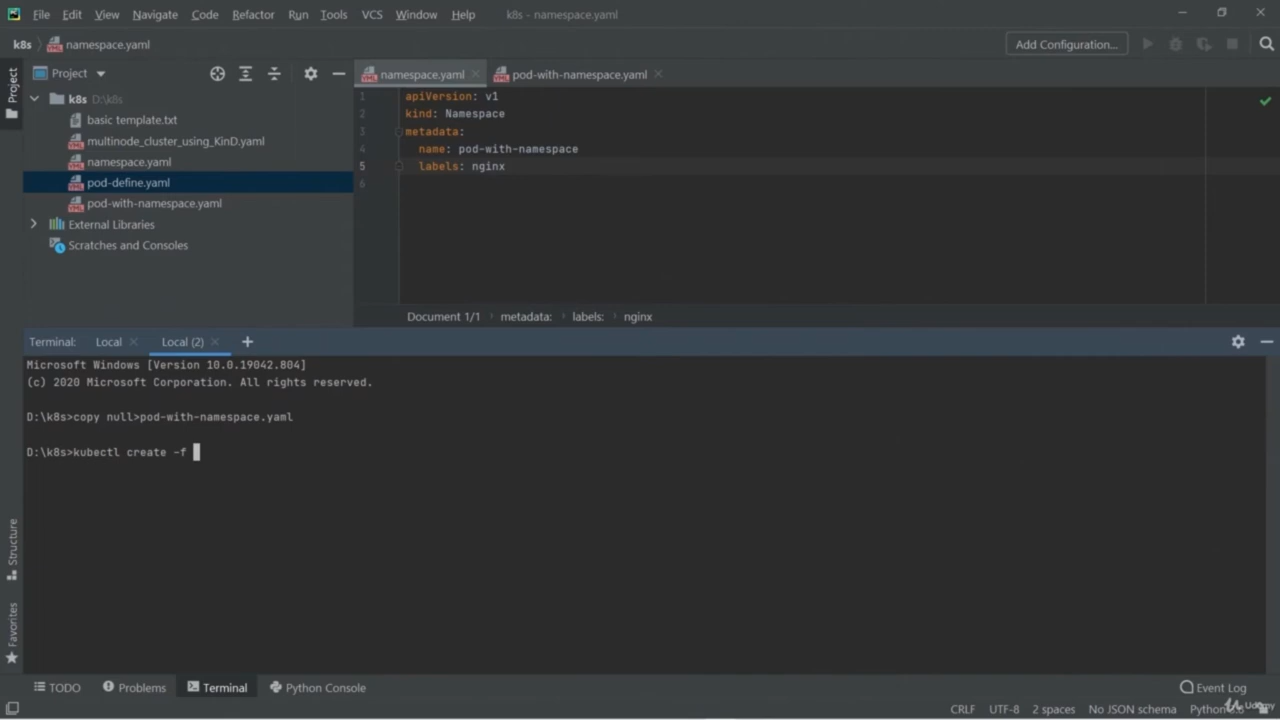 File Edit View Navigate Code Refactor Run Tools VCS Window Help k8s - namespace.yaml
k8s namespace.yaml Add Configuration...
Project namespace.yaml pod-with-namespace.yaml
Project
k8s D:\k8s
basic template.txt
multinode_cluster_using_KinD.yaml
namespace.yaml
pod-define.yaml
pod-with-namespace.yaml
External Libraries
Scratches and Consoles
1 apiVersion: v1
2 kind: Namespace
3 metadata:
4 name: pod-with-namespace
5 labels: nginx
6
Document 1/1 metadata: labels: nginx
Terminal: Local Local (2)
Microsoft Windows [Version 10.0.19042.804]
(c) 2020 Microsoft Corporation. All rights reserved.
D:\k8s>copy null>pod-with-namespace.yaml
D:\k8s>kubectl create -f
Structure
Favorites
TODO Problems Terminal Python Console Event Log
CRLF UTF-8 2 spaces No JSON schema
Udemy